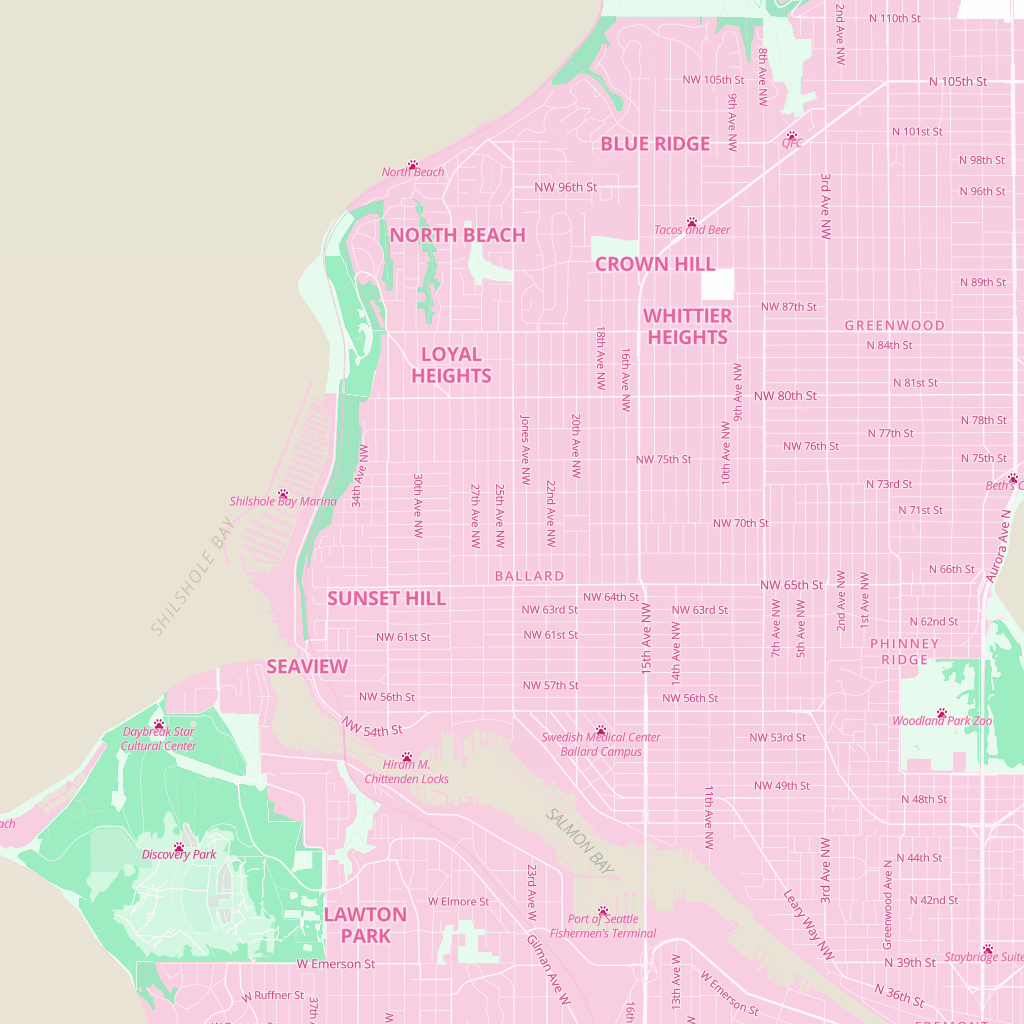 2nd Ave NW
N 110th St
8th Ave NW
NW 105th St
N 105th St
9th Ave NW
N 101st St
BLUE RIDGE
QFC
North Beach
N 98th St
NW 96th St
N 96th St
3rd Ave NW
Tacos and Beer
NORTH BEACH
CROWN HILL
N 89th St
NW 87th St
WHITTIER
HEIGHTS
GREENWOOD
N 84th St
LOYAL
HEIGHTS
18th Ave NW
16th Ave NW
9th Ave NW
N 81st St
NW 80th St
Jones Ave NW
20th Ave NW
10th Ave NW
N 78th St
N 77th St
NW 76th St
34th Ave NW
NW 75th St
N 75th St
30th Ave NW
27th Ave NW
25th Ave NW
22nd Ave NW
N 73rd St
Beth's C
Shilshole Bay Marina
N 71st St
NW 70th St
Aurora Ave N
SHILSHOLE BAY
BALLARD
N 66th St
NW 65th St
2nd Ave NW
1st Ave NW
SUNSET HILL
NW 64th St
NW 63rd St
NW 63rd St
15th Ave NW
14th Ave NW
7th Ave NW
5th Ave NW
N 62nd St
NW 61st St
NW 61st St
PHINNEY
RIDGE
SEAVIEW
NW 57th St
NW 56th St
NW 56th St
Woodland Park Zoo
Daybreak Star
Cultural Center
NW 54th St
Swedish Medical Center
Ballard Campus
NW 53rd St
Hiram M.
Chittenden Locks
NW 49th St
11th Ave NW
N 48th St
ach
SALMON BAY
Discovery Park
3rd Ave NW
N 44th St
23rd Ave W
Greenwood Ave N
W Elmore St
N 42nd St
LAWTON
PARK
Port of Seattle
Fishermen's Terminal
Leary Way NW
Gilman Ave W
Staybridge Suite
W Emerson St
N 39th St
13th Ave W
W Emerson St
W Ruffner St
37th
16th
N 36th St
W
FREMONT